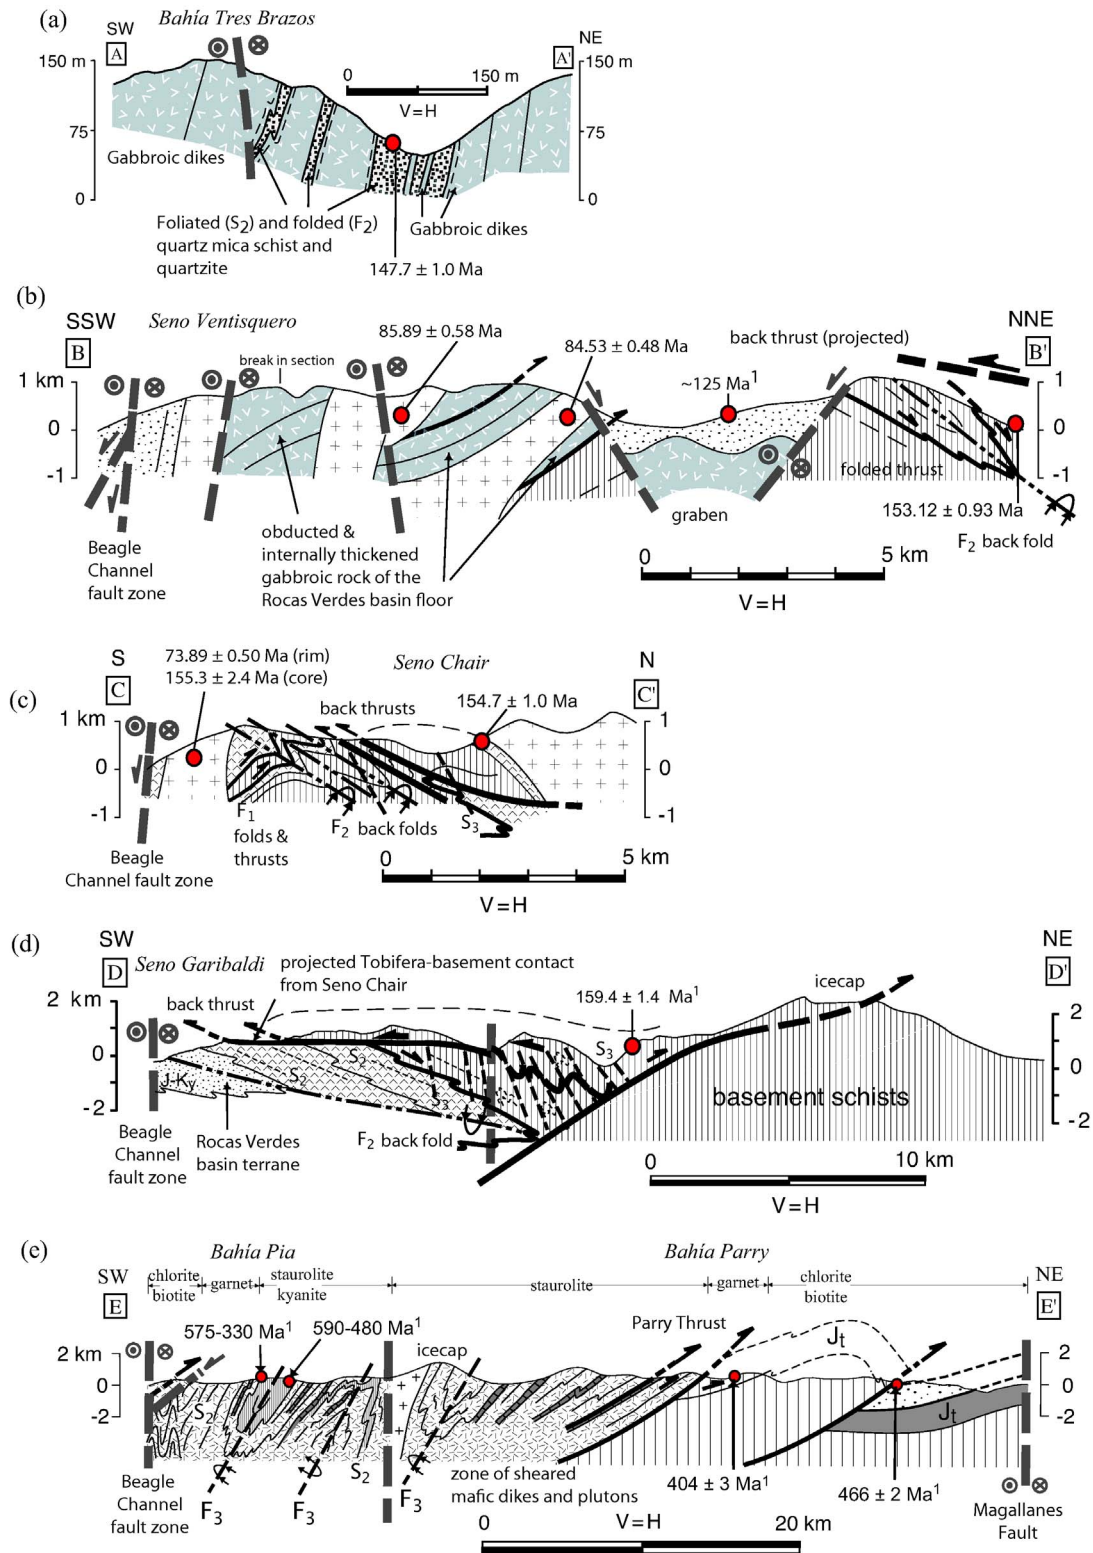 (a)
Bahía Tres Brazos
SW
NE
A
A'
150 m
75
0
150 m
75
0
0
150 m
V=H
Gabbroic dikes
Foliated (S2) and folded (F2)
quartz mica schist and
quartzite
Gabbroic dikes
147.7 ± 1.0 Ma
(b)
SSW
Seno Ventisquero
NNE
B
B'
85.89 ± 0.58 Ma
back thrust (projected)
84.53 ± 0.48 Ma
break in section
~125 Ma1
1 km
0
-1
1
0
-1
folded thrust
graben
153.12 ± 0.93 Ma
F2 back fold
Beagle
Channel
fault zone
obducted &
internally thickened
gabbroic rock of the
Rocas Verdes basin floor
0
5 km
V=H
(c)
S
73.89 ± 0.50 Ma (rim)
155.3 ± 2.4 Ma (core)
Seno Chair
N
C
C'
154.7 ± 1.0 Ma
back thrusts
1 km
0
-1
1
0
-1
F1
folds &
thrusts
F2 back folds
S3
Beagle
Channel fault zone
0
5 km
V=H
(d)
SW
NE
D
D'
Seno Garibaldi
projected Tobifera-basement contact
from Seno Chair
back thrust
icecap
159.4 ± 1.4 Ma1
2 km
0
-2
2
0
-2
J-Ky
S2
S3
S3
basement schists
F2 back fold
Beagle
Channel
fault zone
Rocas Verdes
basin terrane
0
10 km
V=H
(e)
Bahía Pia
Bahía Parry
SW
NE
E
E'
chlorite
biotite
garnet
staurolite
kyanite
staurolite
garnet
chlorite
biotite
575-330 Ma1
590-480 Ma1
icecap
Parry Thrust
Jt
2 km
0
-2
2
0
-2
S2
S2
Jt
F3
F3
F3
Beagle
Channel
fault zone
zone of sheared
mafic dikes and plutons
404 ± 3 Ma1
466 ± 2 Ma1
Magallanes
Fault
0
V=H
20 km